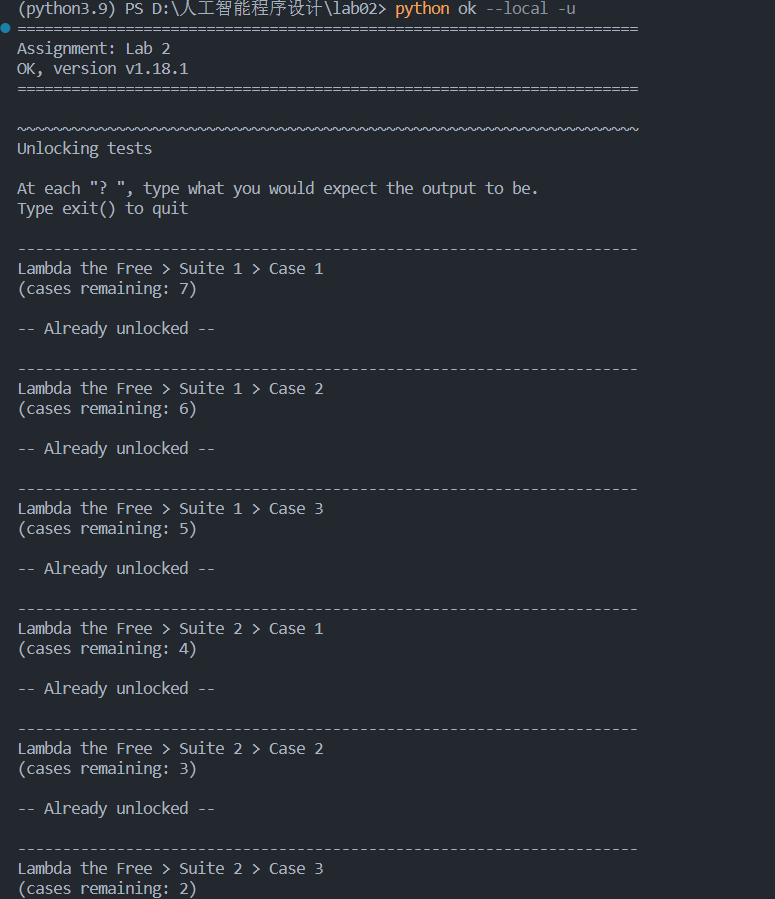 (python3.9) PS D:\人工智能程序设计\lab02> python ok --local -u
=====================================================================
Assignment: Lab 2
OK, version v1.18.1
=====================================================================
~~~~~~~~~~~~~~~~~~~~~~~~~~~~~~~~~~~~~~~~~~~~~~~~~~~~~~~~~~~~~~~~~~~~~
Unlocking tests
At each "? ", type what you would expect the output to be.
Type exit() to quit
---------------------------------------------------------------------
Lambda the Free > Suite 1 > Case 1
(cases remaining: 7)
-- Already unlocked --
---------------------------------------------------------------------
Lambda the Free > Suite 1 > Case 2
(cases remaining: 6)
-- Already unlocked --
---------------------------------------------------------------------
Lambda the Free > Suite 1 > Case 3
(cases remaining: 5)
-- Already unlocked --
---------------------------------------------------------------------
Lambda the Free > Suite 2 > Case 1
(cases remaining: 4)
-- Already unlocked --
---------------------------------------------------------------------
Lambda the Free > Suite 2 > Case 2
(cases remaining: 3)
-- Already unlocked --
---------------------------------------------------------------------
Lambda the Free > Suite 2 > Case 3
(cases remaining: 2)